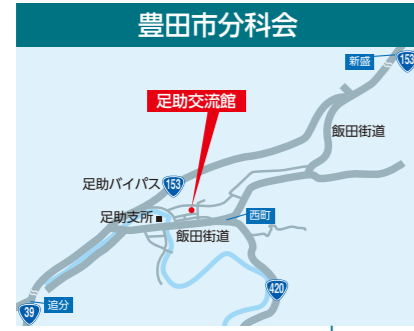 豊田市分科会
新盛
153
足助交流館
飯田街道
足助バイパス
153
足助支所
西町
飯田街道
420
追分
39